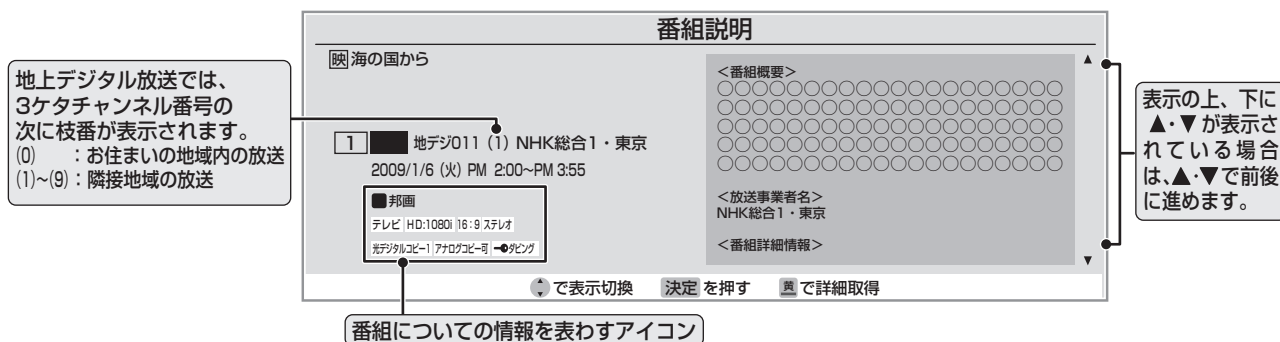 番組説明
映 海の国から
1 地デジ011 (1) NHK総合1・東京
2009/1/6 (火) PM 2:00~PM 3:55
邦画
テレビ HD:1080i 16:9 ステレオ
光デジタルコピー1 アナログコピー可 ダビング
<番組概要>
○○○○○○○○○○○○○○○○○○○○
○○○○○○○○○○○○○○○○○○○○
○○○○○○○○○○○○○○○○○○○○
○○○○○○○○○○○○○○○○○○○○
○○○○○○○○○○○○○○○○○○○○
<放送事業者名>
NHK総合1・東京
<番組詳細情報>
で表示切換 決定 を押す 黄 で詳細取得
地上デジタル放送では、
3ケタチャンネル番号の
次に枝番が表示されます。
(0) :お住まいの地域内の放送
(1)~(9):隣接地域の放送
表示の上、下に
▲・▼が表示さ
れている場合
は、▲・▼で前後
に進めます。
番組についての情報を表わすアイコン